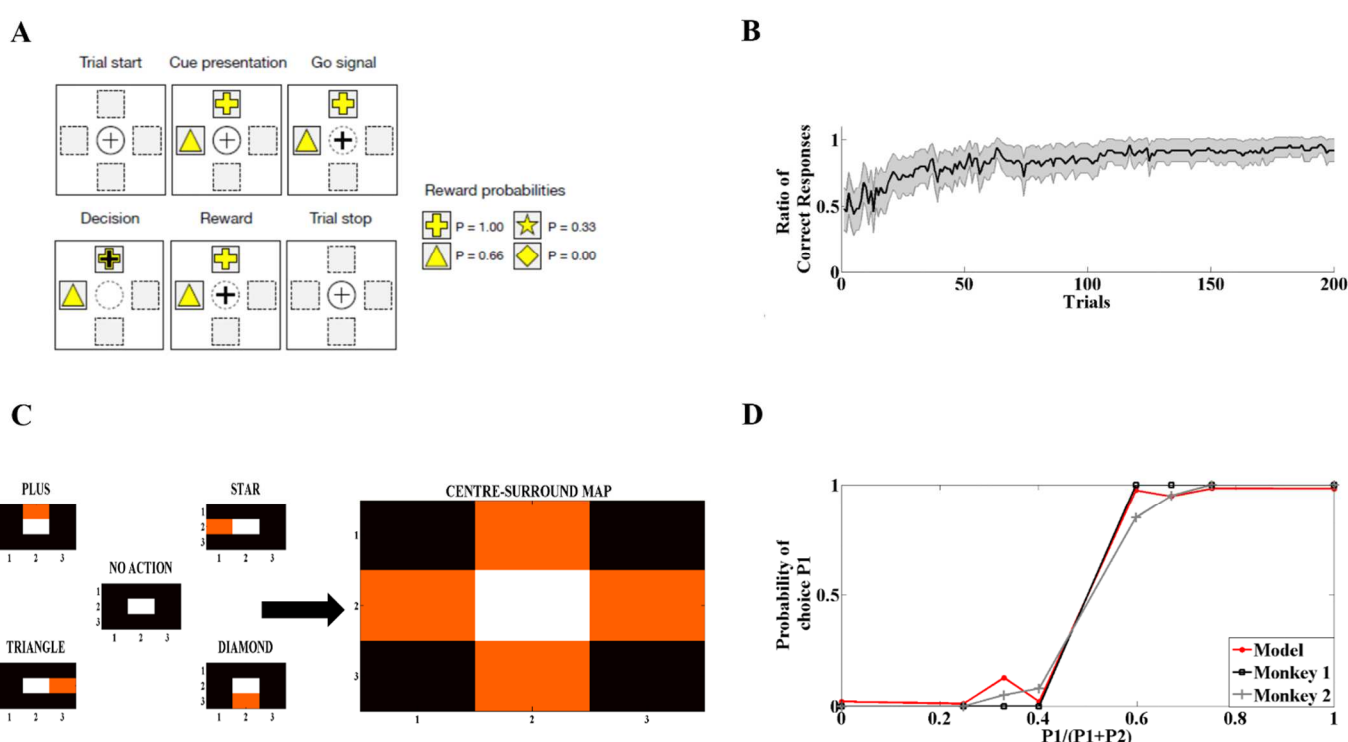 A
Trial start Cue presentation Go signal
Decision Reward Trial stop
Reward probabilities
P = 1.00 P = 0.33
P = 0.66 P = 0.00
B
Ratio of
Correct Responses
1
0.5
0
0 50 100 150 200
Trials
C
PLUS
1 2 3
STAR
1
2
3
1 2 3
NO ACTION
1
2
3
1 2 3
TRIANGLE
1 2 3
DIAMOND
1
2
3
1 2 3
CENTRE-SURROUND MAP
1
2
3
1 2 3
D
Probability of
choice P1
1
0.5
0
0 0.2 0.4 0.6 0.8 1
P1/(P1+P2)
Model
Monkey 1
Monkey 2